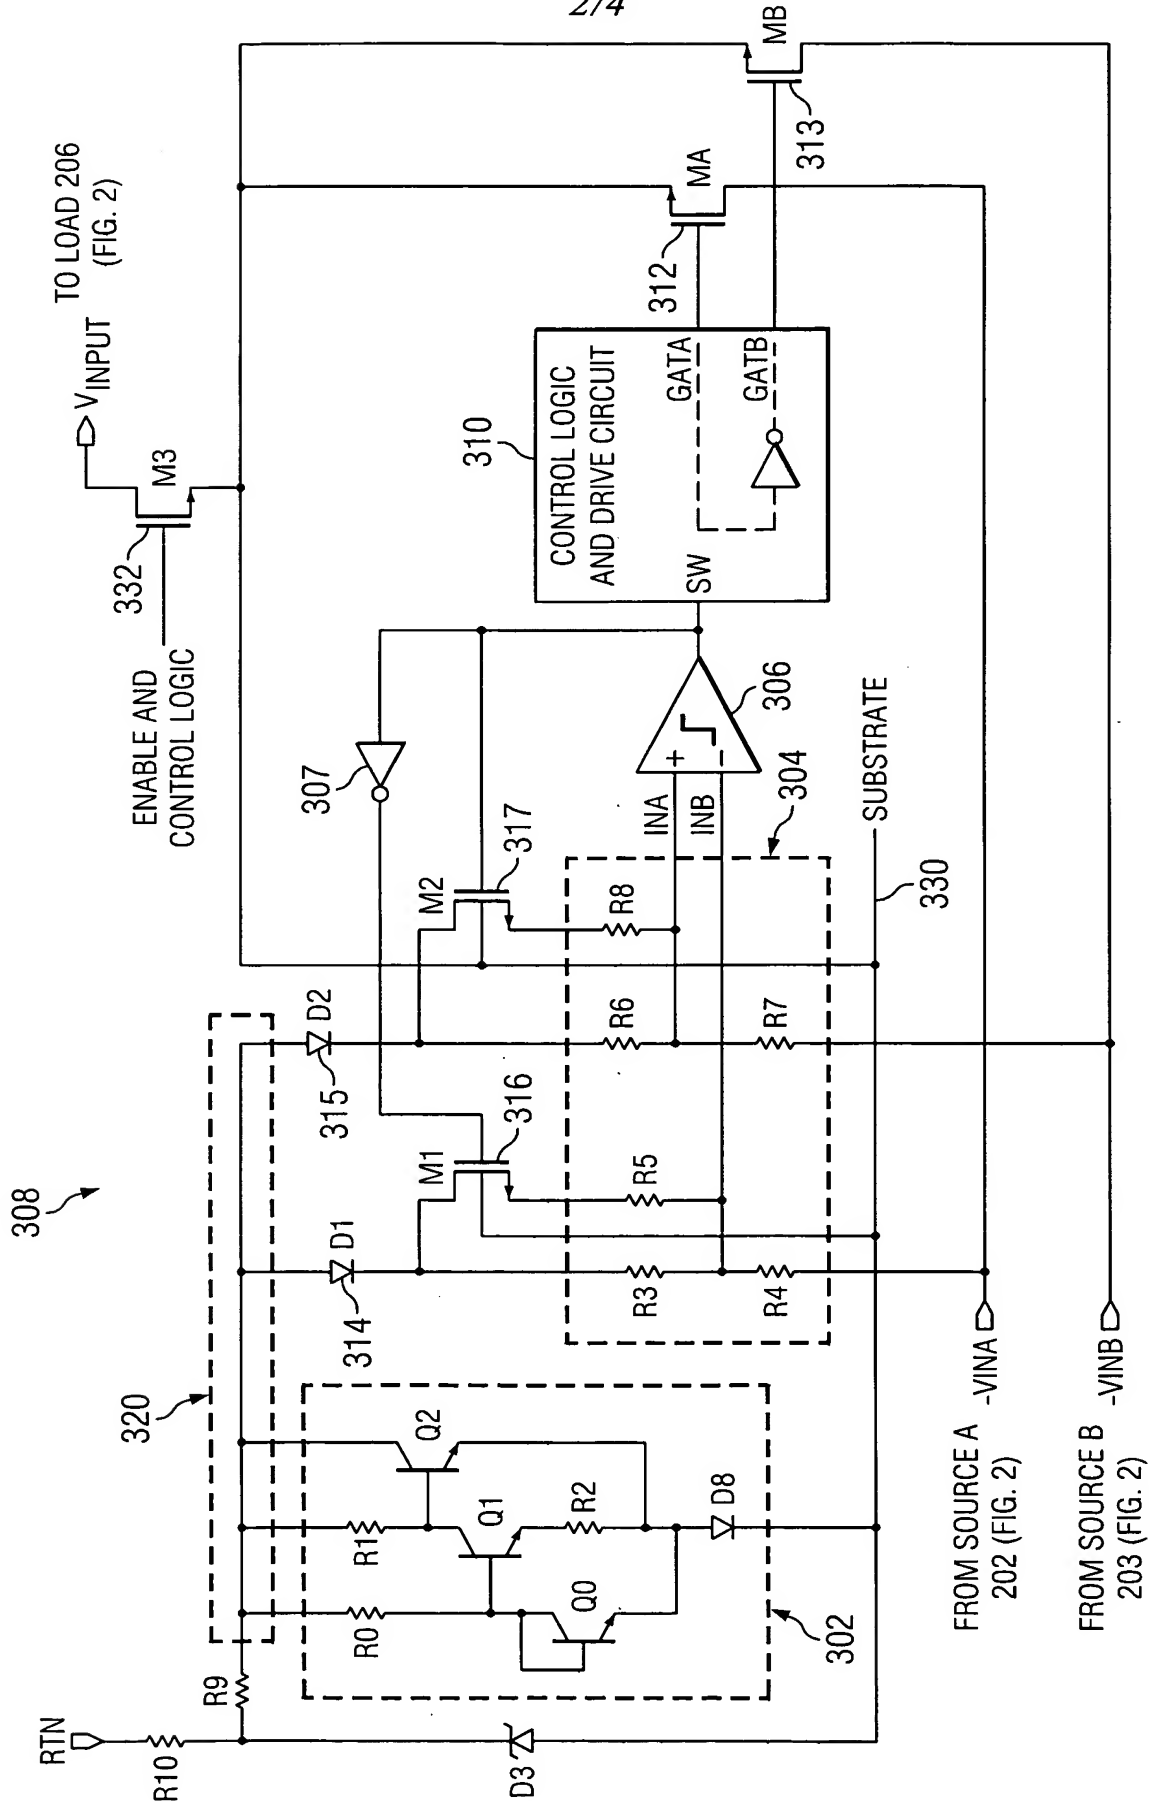 2/4
308
320
RTN
R10
R9
D3
302
R0
R1
R2
Q0
Q1
Q2
D8
314
D1
315
D2
M1
316
M2
317
307
R3
R4
R5
R6
R7
R8
304
INA
INB
+
-
306
SUBSTRATE
330
ENABLE AND
CONTROL LOGIC
332
M3
VINPUT
TO LOAD 206
(FIG. 2)
310
CONTROL LOGIC
AND DRIVE CIRCUIT
SW
GATA
GATB
312
MA
313
MB
FROM SOURCE A
202 (FIG. 2)
-VINA
FROM SOURCE B
203 (FIG. 2)
-VINB